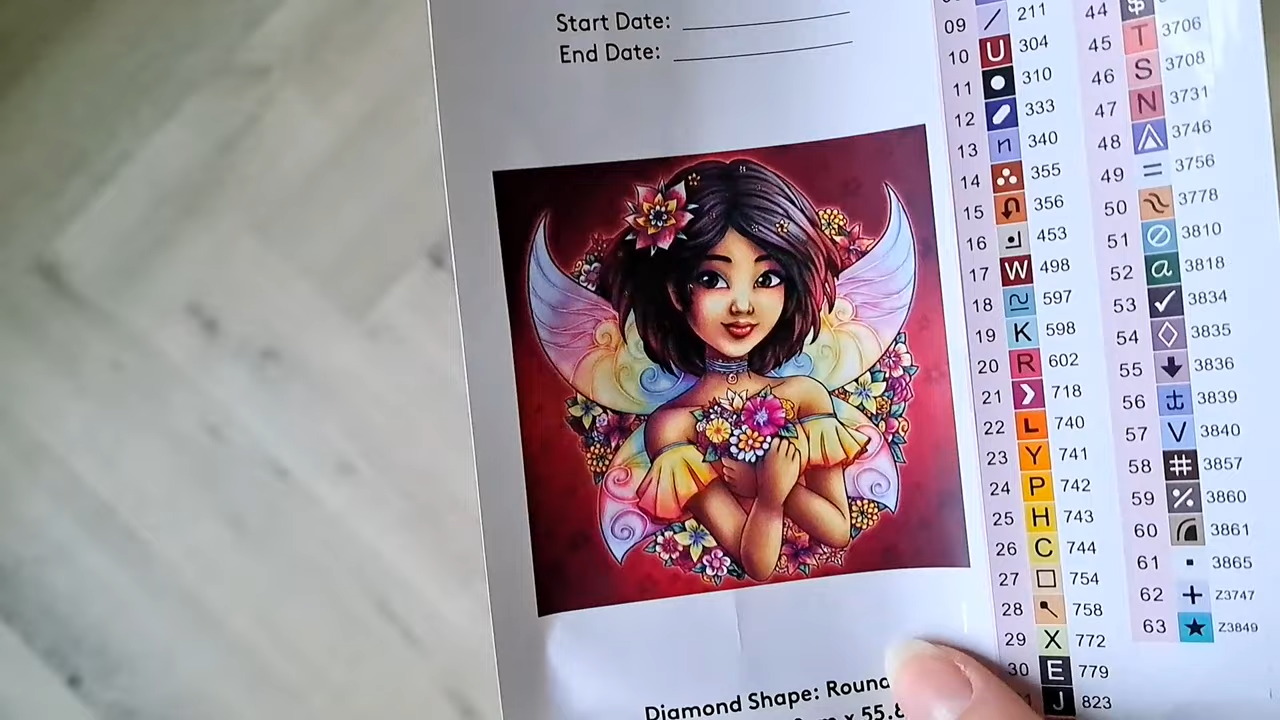 Start Date:
End Date:
09 / 211
10 U 304
11 310
12 333
13 n 340
14 355
15 356
16 453
17 W 498
18 597
19 K 598
20 R 602
21 718
22 L 740
23 Y 741
24 P 742
25 H 743
26 C 744
27 754
28 758
29 X 772
30 E 779
J 823
44 $
45 T 3706
46 S 3708
47 N 3731
48 3746
49 = 3756
50 3778
51 3810
52 a 3818
53 ✓ 3834
54 3835
55 3836
56 3839
57 V 3840
58 # 3857
59 % 3860
60 3861
61 3865
62 + Z3747
63 ★ Z3849
Diamond Shape: Round
x 55.